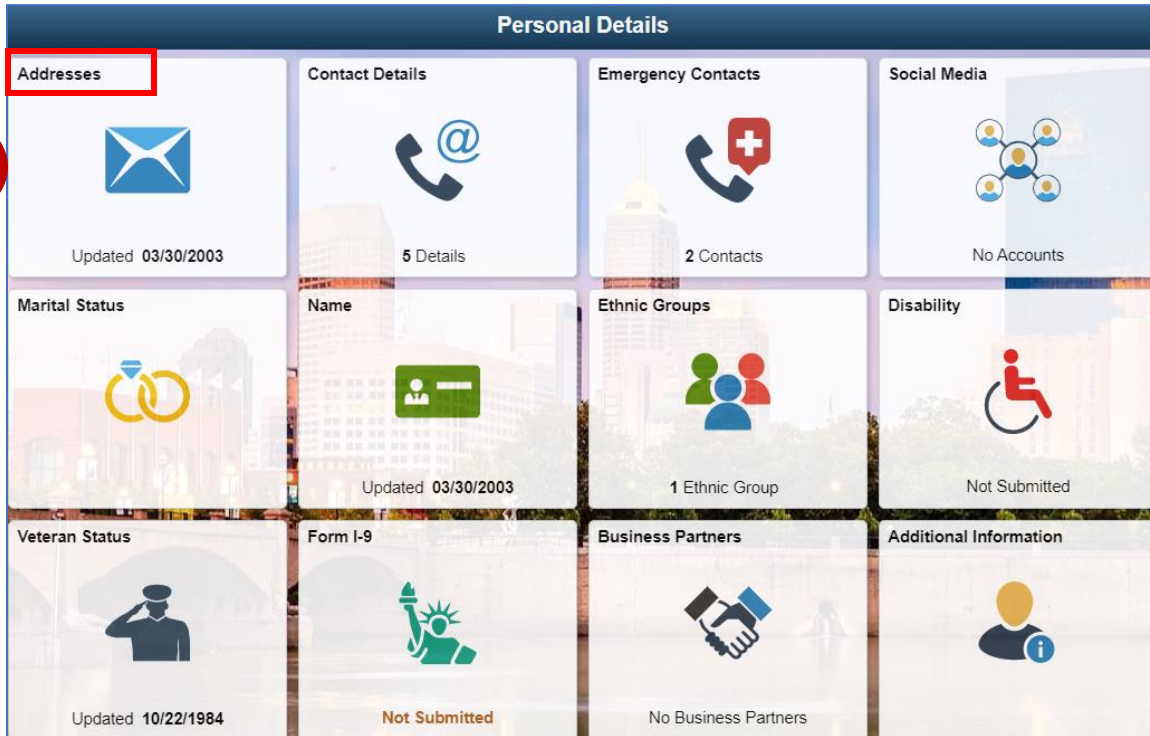 Personal Details
Addresses
Updated 03/30/2003
Contact Details
@
5 Details
Emergency Contacts
2 Contacts
Social Media
No Accounts
Marital Status
Name
Updated 03/30/2003
Ethnic Groups
1 Ethnic Group
Disability
Not Submitted
Veteran Status
Updated 10/22/1984
Form I-9
Not Submitted
Business Partners
No Business Partners
Additional Information
i